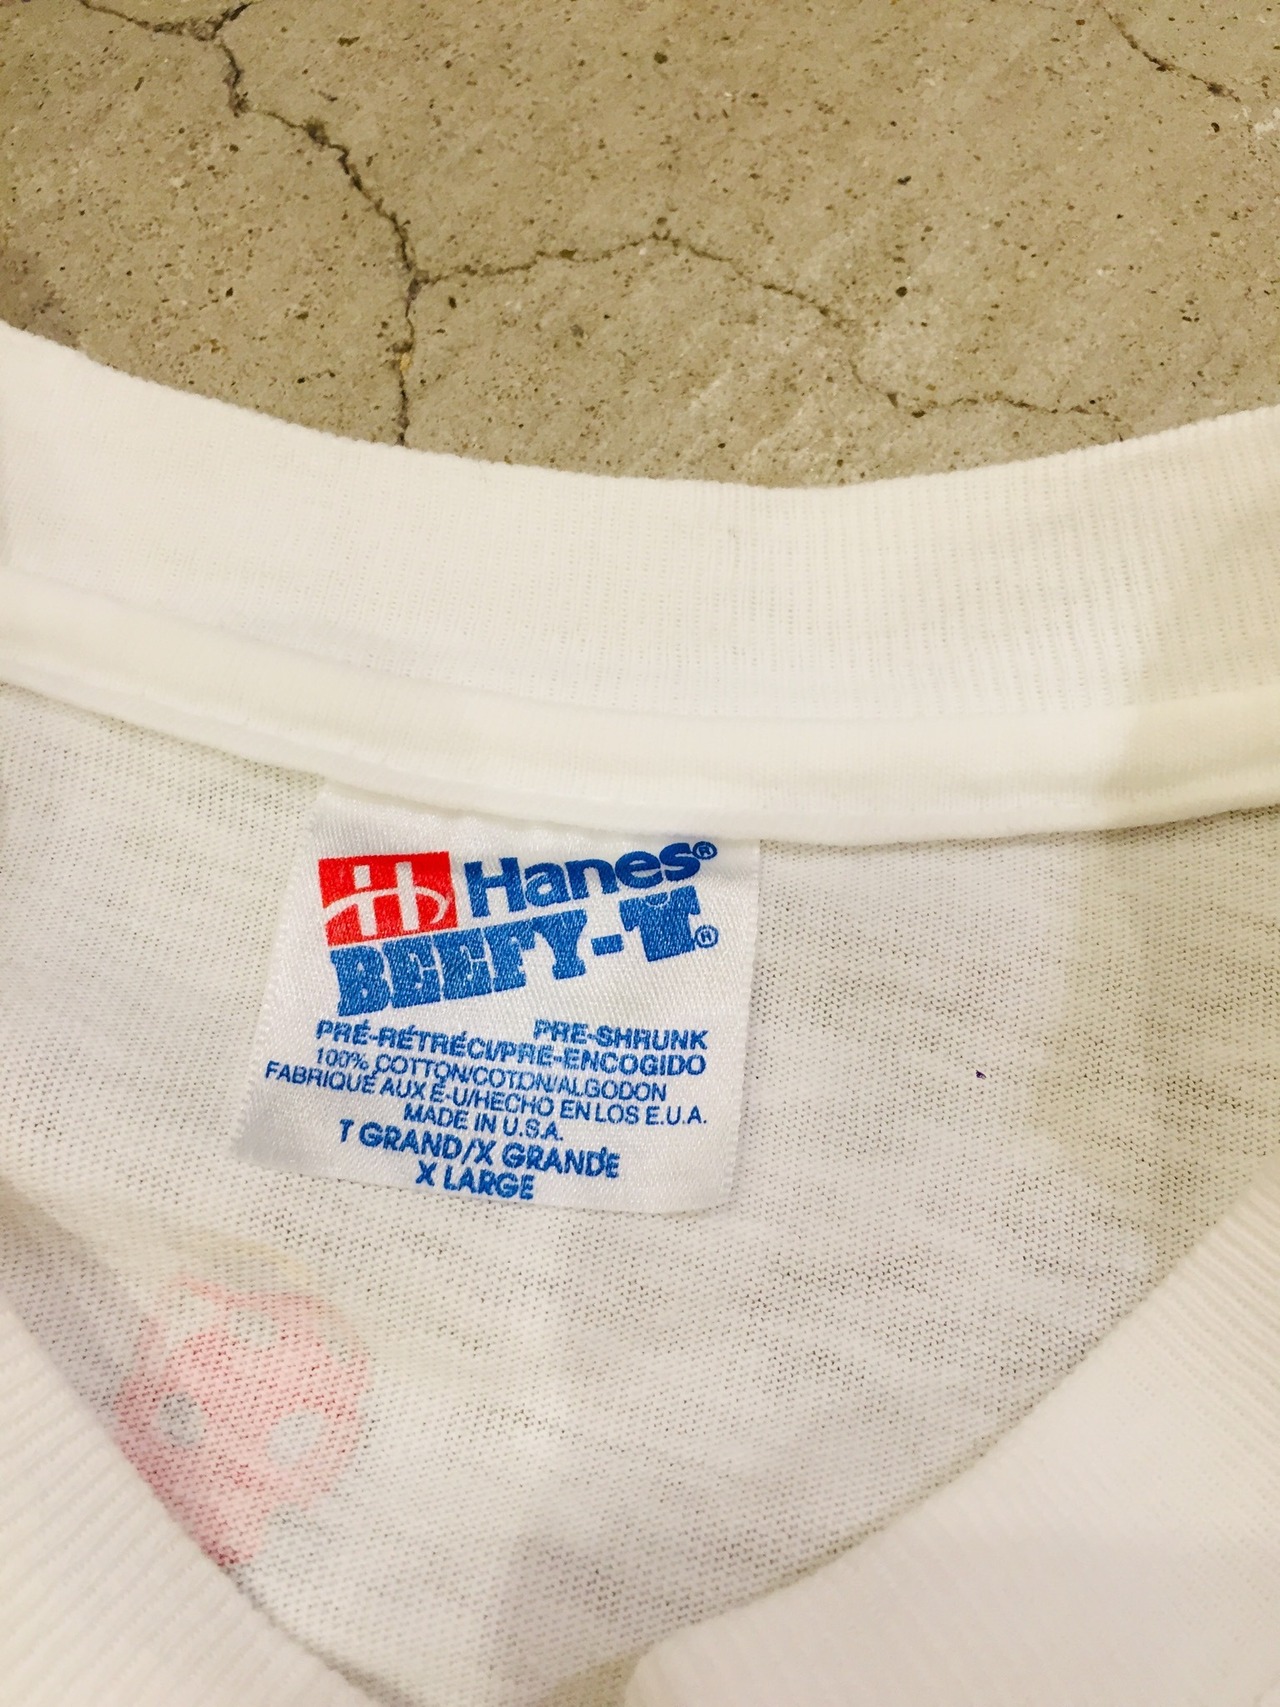 H Hanes®
BEEFY-T®
PRE-SHRUNK
PRÉ-RÉTRÉCI/PRE-ENCOGIDO
100% COTTON/COTON/ALGODON
FABRIQUÉ AUX É-U/HECHO EN LOS E.U.A.
MADE IN U.S.A.
T GRAND/X GRANDE
X LARGE